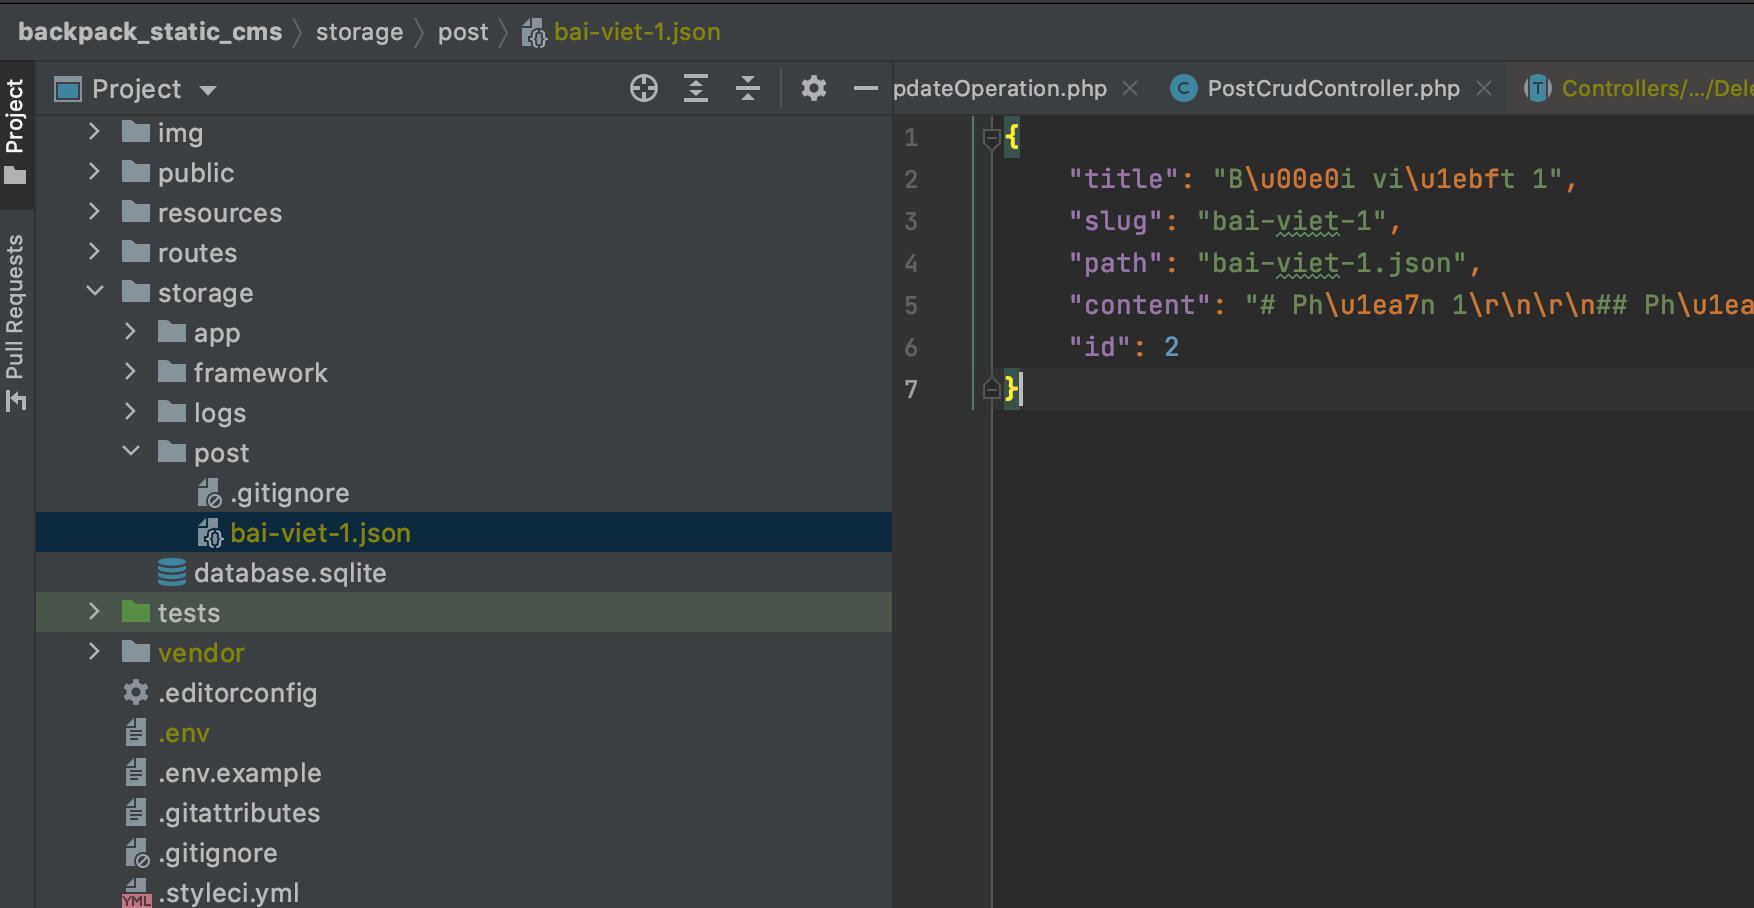 backpack_static_cms storage post bai-viet-1.json
Project
Pull Requests
Project
pdateOperation.php
PostCrudController.php
Controllers/.../Dele
img
public
resources
routes
storage
app
framework
logs
post
.gitignore
bai-viet-1.json
database.sqlite
tests
vendor
.editorconfig
.env
.env.example
.gitattributes
.gitignore
YML .styleci.yml
1 {
2 "title": "B\u00e0i vi\u1ebft 1",
3 "slug": "bai-viet-1",
4 "path": "bai-viet-1.json",
5 "content": "# Ph\u1ea7n 1\r\n\r\n## Ph\u1ea
6 "id": 2
7 }